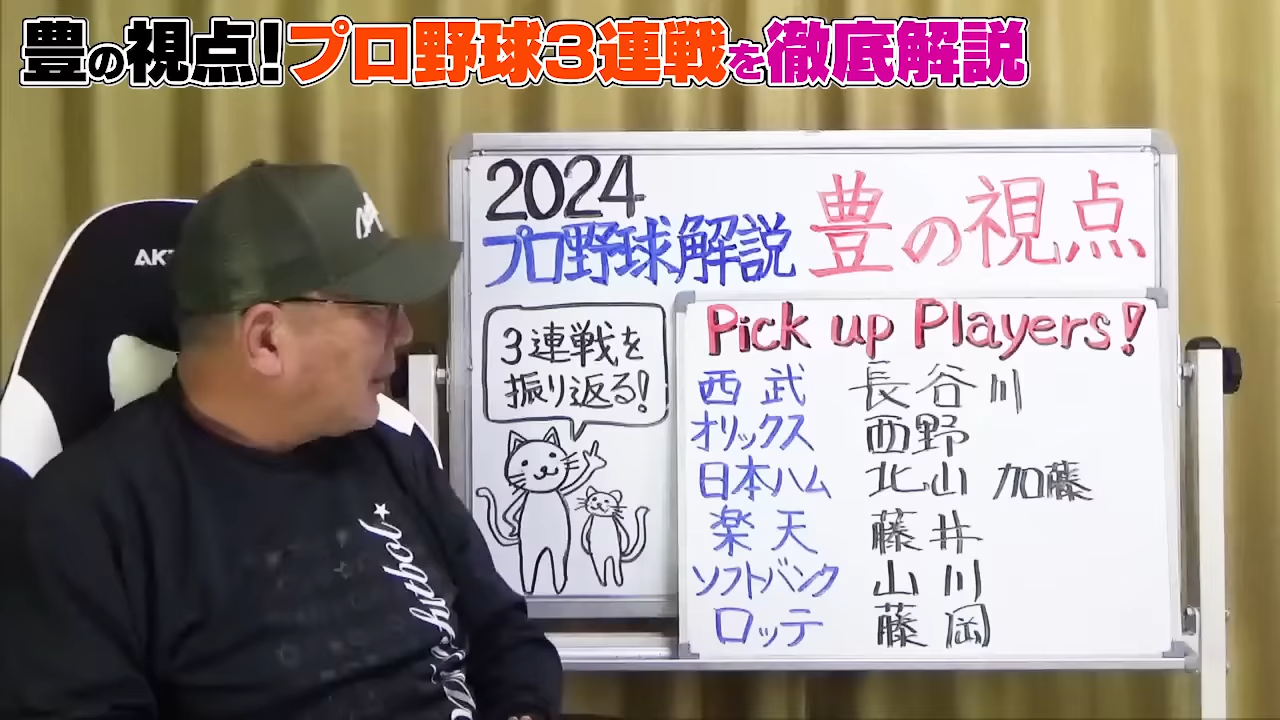 豊の視点!プロ野球3連戦を徹底解説
2024
プロ野球解説 豊の視点
3連戦を
振り返る!
Pick up Players!
西武 長谷川
オリックス 西野
日本ハム 北山 加藤
楽天 藤井
ソフトバンク 山川
ロッテ 藤岡